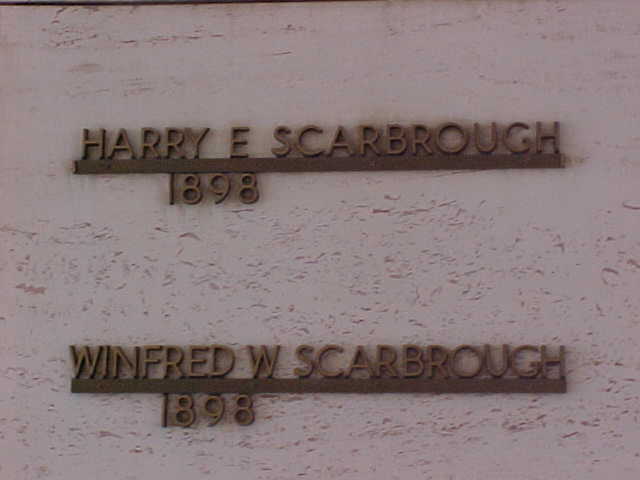 HARRY E SCARBROUGH
1898
WINFRED W SCARBROUGH
1898